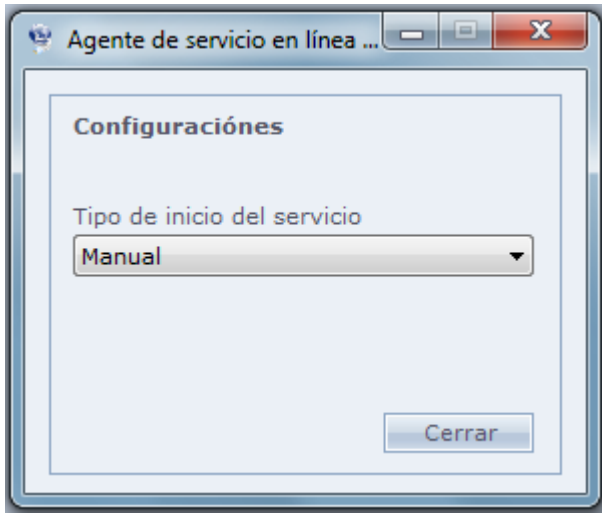 Agente de servicio en línea ...
Configuraciónes
Tipo de inicio del servicio
Manual
Cerrar